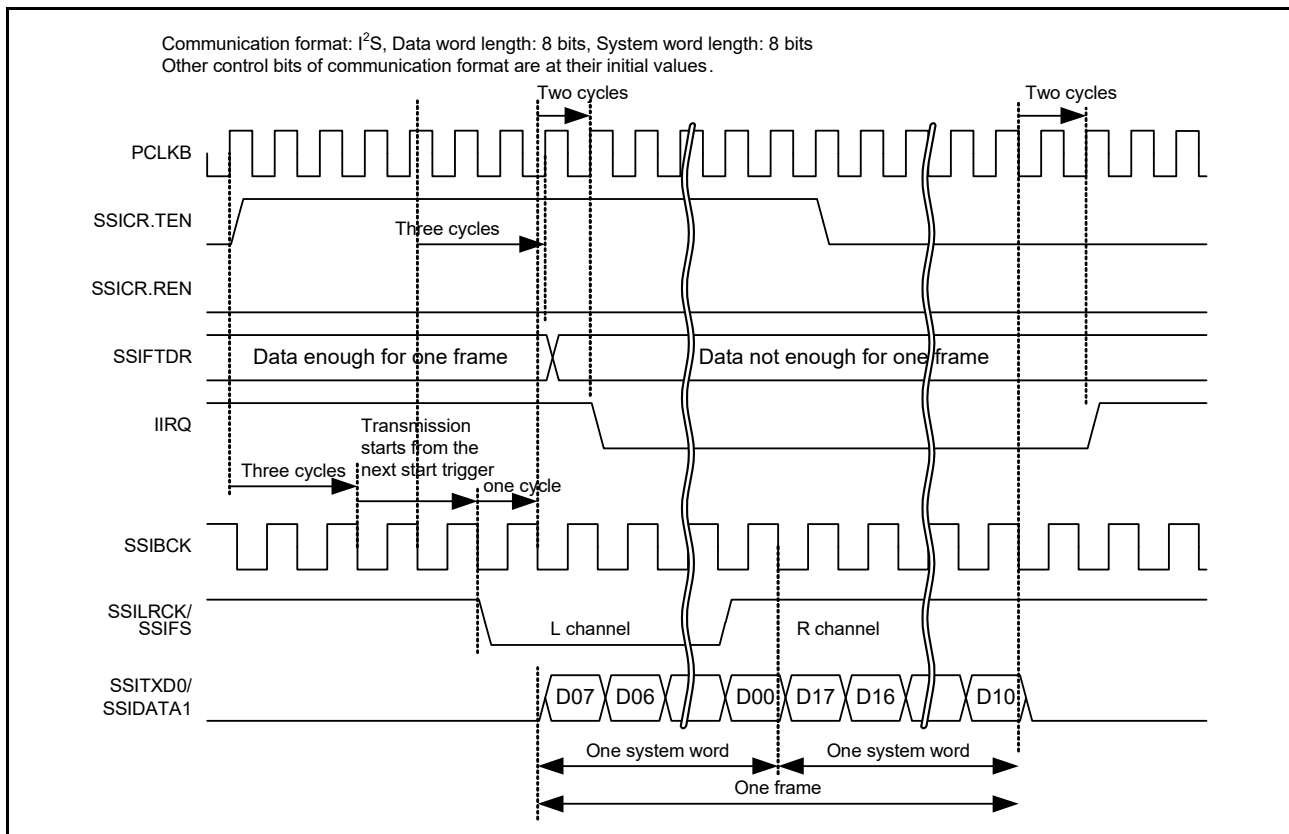 Communication format: I²S, Data word length: 8 bits, System word length: 8 bits
Other control bits of communication format are at their initial values.
Two cycles
Two cycles
PCLKB
SSICR.TEN
Three cycles
SSICR.REN
SSIFTDR
Data enough for one frame
Data not enough for one frame
IIRQ
Transmission
starts from the
next start trigger
Three cycles
one cycle
SSIBCK
SSILRCK/
SSIFS
L channel
R channel
SSITXD0/
SSIDATA1
D07
D06
D00
D17
D16
D10
One system word
One system word
One frame